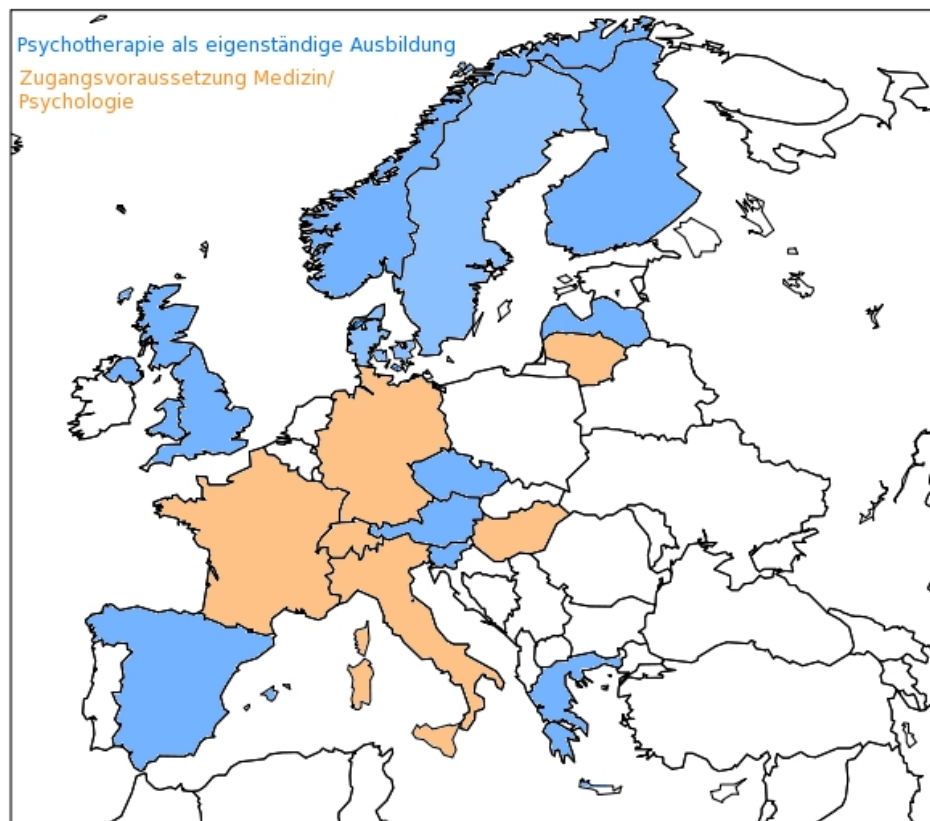 Psychotherapie als eigenständige Ausbildung
Zugangsvoraussetzung Medizin/
Psychologie